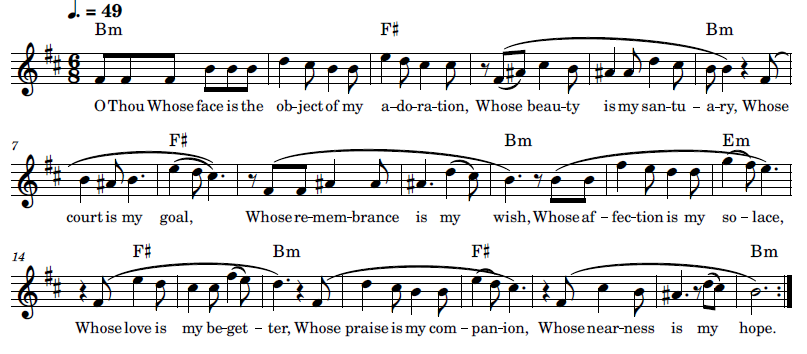 ♩. = 49
Bm F♯ Bm
6 8
O Thou Whose face is the ob-ject of my a-do-ra-tion, Whose beau-ty is my san-tu-a-ry, Whose
7 F♯ Bm Em
court is my goal, Whose re-mem-brance is my wish, Whose af-fec-tion is my so-lace,
14 F♯ Bm F♯ Bm
Whose love is my be-get-ter, Whose praise is my com-pan-ion, Whose near-ness is my hope.